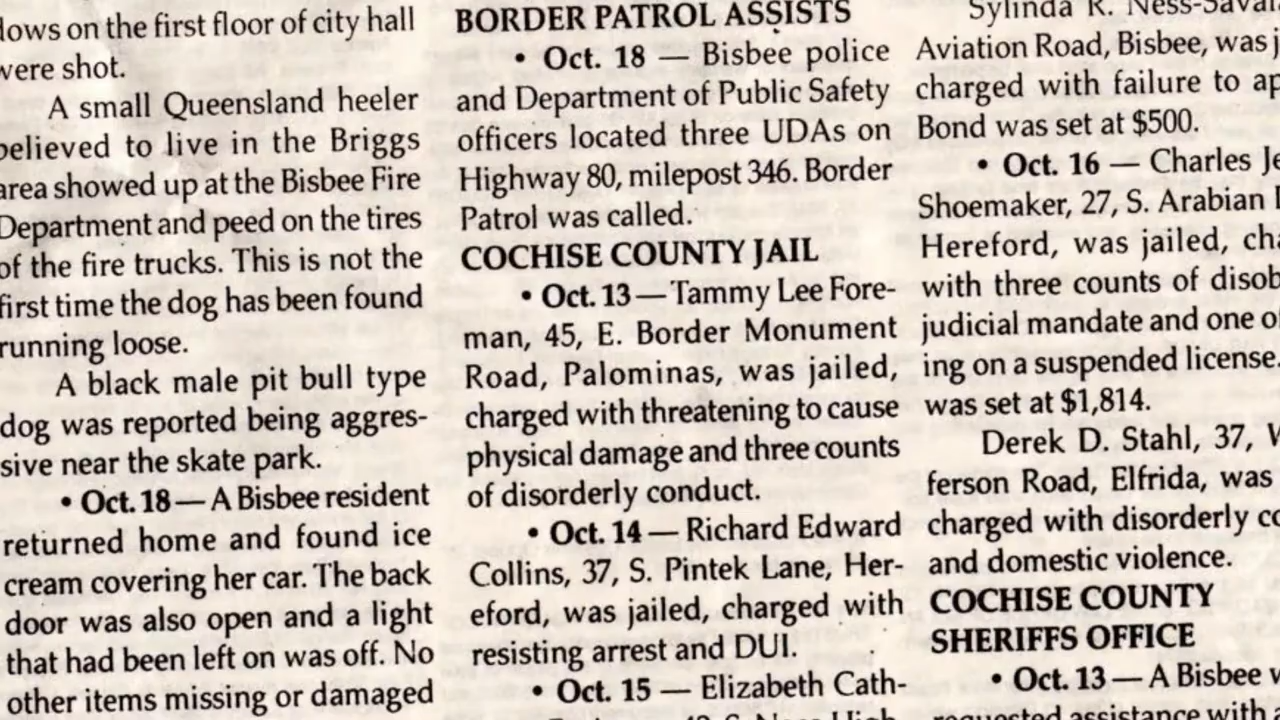 on the first floor of city hall
were shot.
A small Queensland heeler
believed to live in the Briggs
area showed up at the Bisbee Fire
Department and peed on the tires
of the fire trucks. This is not the
first time the dog has been found
running loose.
A black male pit bull type
dog was reported being aggres-
sive near the skate park.
• Oct. 18 — A Bisbee resident
returned home and found ice
cream covering her car. The back
door was also open and a light
that had been left on was off. No
other items missing or damaged
BORDER PATROL ASSISTS
• Oct. 18 — Bisbee police
and Department of Public Safety
officers located three UDAs on
Highway 80, milepost 346. Border
Patrol was called.
COCHISE COUNTY JAIL
• Oct. 13 — Tammy Lee Fore-
man, 45, E. Border Monument
Road, Palominas, was jailed,
charged with threatening to cause
physical damage and three counts
of disorderly conduct.
• Oct. 14 — Richard Edward
Collins, 37, S. Pintek Lane, Her-
eford, was jailed, charged with
resisting arrest and DUI.
• Oct. 15 — Elizabeth Cath-
Sylinda R.
Aviation Road, Bisbee, was
charged with failure to
Bond was set at $500.
• Oct. 16 — Charles
Shoemaker, 27, S. Arabian
Hereford, was jailed,
with three counts of
judicial mandate and one
ing on a suspended license.
was set at $1,814.
Derek D. Stahl, 37,
ferson Road, Elfrida, was
charged with disorderly
and domestic violence.
COCHISE COUNTY
SHERIFFS OFFICE
• Oct. 13 — A Bisbee
requested assistance with